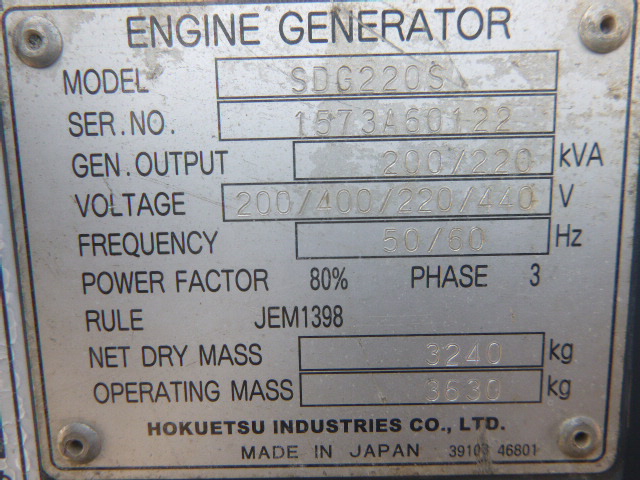 ENGINE GENERATOR
MODEL SDG220S
SER.NO. 1573A60122
GEN.OUTPUT 200/220 kVA
VOLTAGE 200/400/220/440 V
FREQUENCY 50/60 Hz
POWER FACTOR 80% PHASE 3
RULE JEM1398
NET DRY MASS 3240 kg
OPERATING MASS 3630 kg
HOKUETSU INDUSTRIES CO., LTD.
MADE IN JAPAN 39103 46801